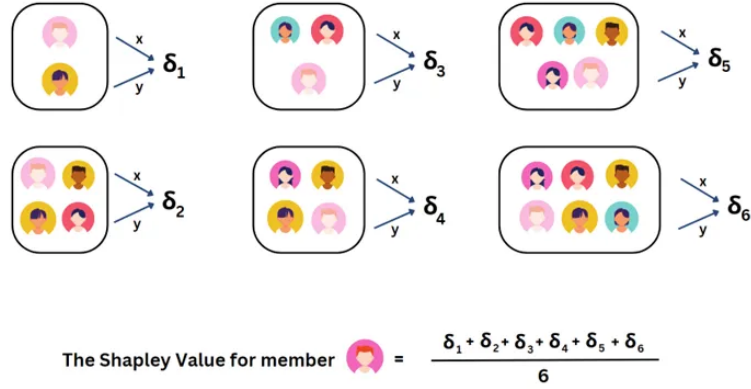 x
y
δ1
x
y
δ3
x
y
δ5
x
y
δ2
x
y
δ4
x
y
δ6
The Shapley Value for member =
δ1 + δ2 + δ3 + δ4 + δ5 + δ6
6